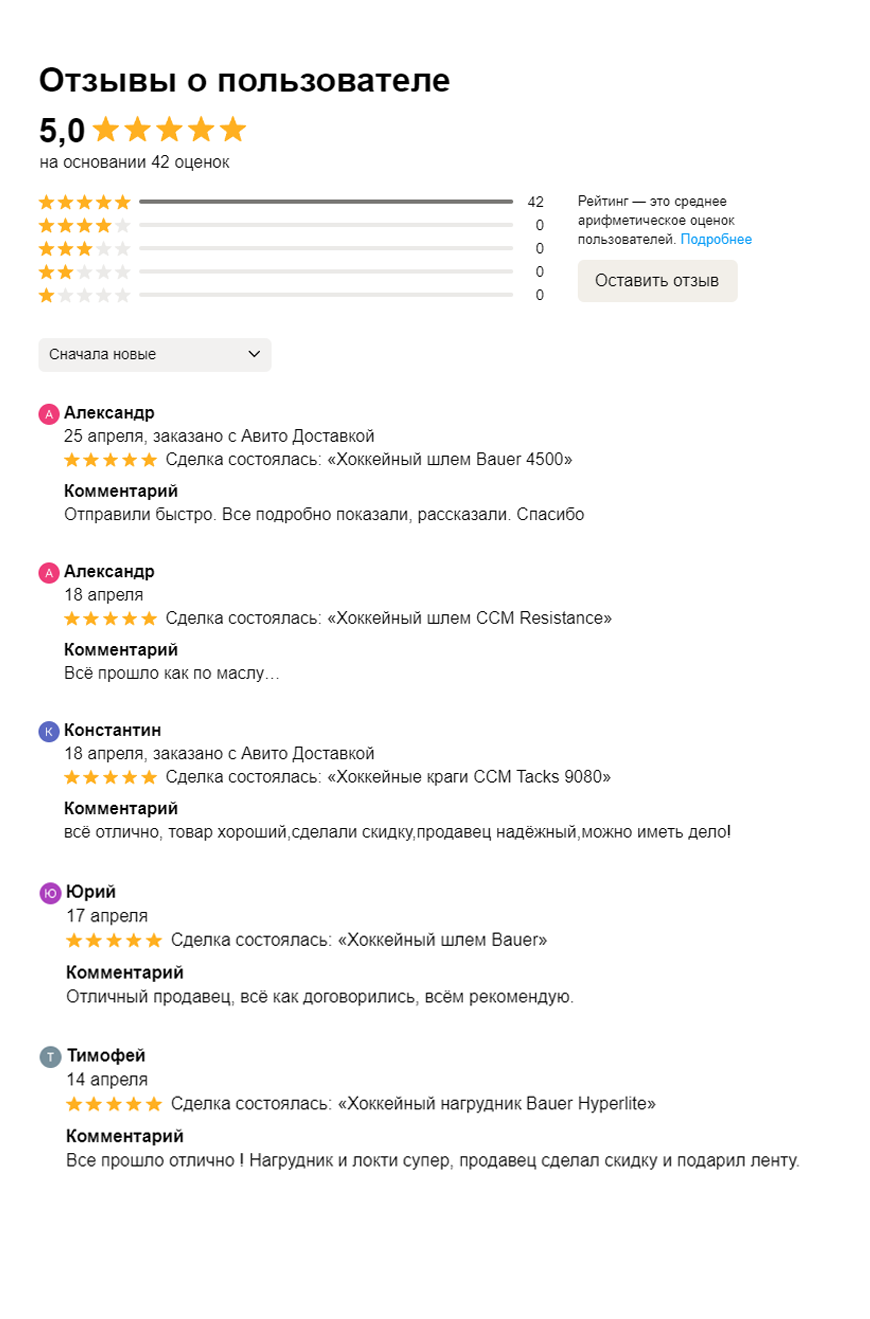 Отзывы о пользователе
5,0
на основании 42 оценок
42
0
0
0
0
Рейтинг — это среднее
арифметическое оценок
пользователей. Подробнее
Оставить отзыв
Сначала новые
А Александр
25 апреля, заказано с Авито Доставкой
Сделка состоялась: «Хоккейный шлем Bauer 4500»
Комментарий
Отправили быстро. Все подробно показали, рассказали. Спасибо
А Александр
18 апреля
Сделка состоялась: «Хоккейный шлем CCM Resistance»
Комментарий
Всё прошло как по маслу…
К Константин
18 апреля, заказано с Авито Доставкой
Сделка состоялась: «Хоккейные краги CCM Tacks 9080»
Комментарий
всё отлично, товар хороший,сделали скидку,продавец надёжный,можно иметь дело!
Ю Юрий
17 апреля
Сделка состоялась: «Хоккейный шлем Bauer»
Комментарий
Отличный продавец, всё как договорились, всём рекомендую.
Т Тимофей
14 апреля
Сделка состоялась: «Хоккейный нагрудник Bauer Hyperlite»
Комментарий
Все прошло отлично ! Нагрудник и локти супер, продавец сделал скидку и подарил ленту.